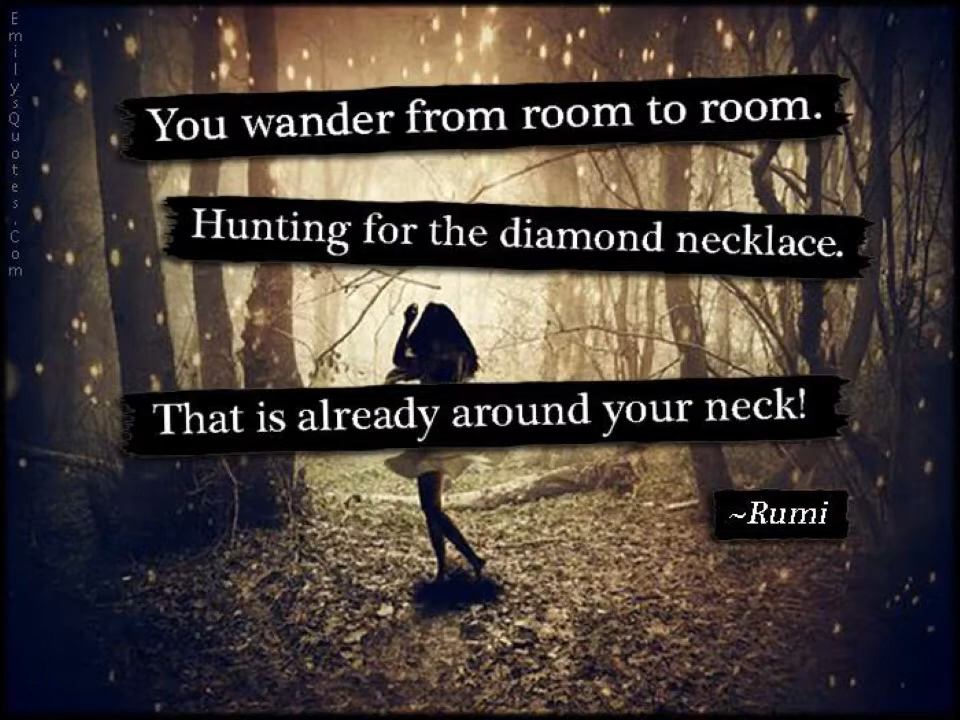 EmilysQuotes.Com
You wander from room to room.
Hunting for the diamond necklace.
That is already around your neck!
~Rumi